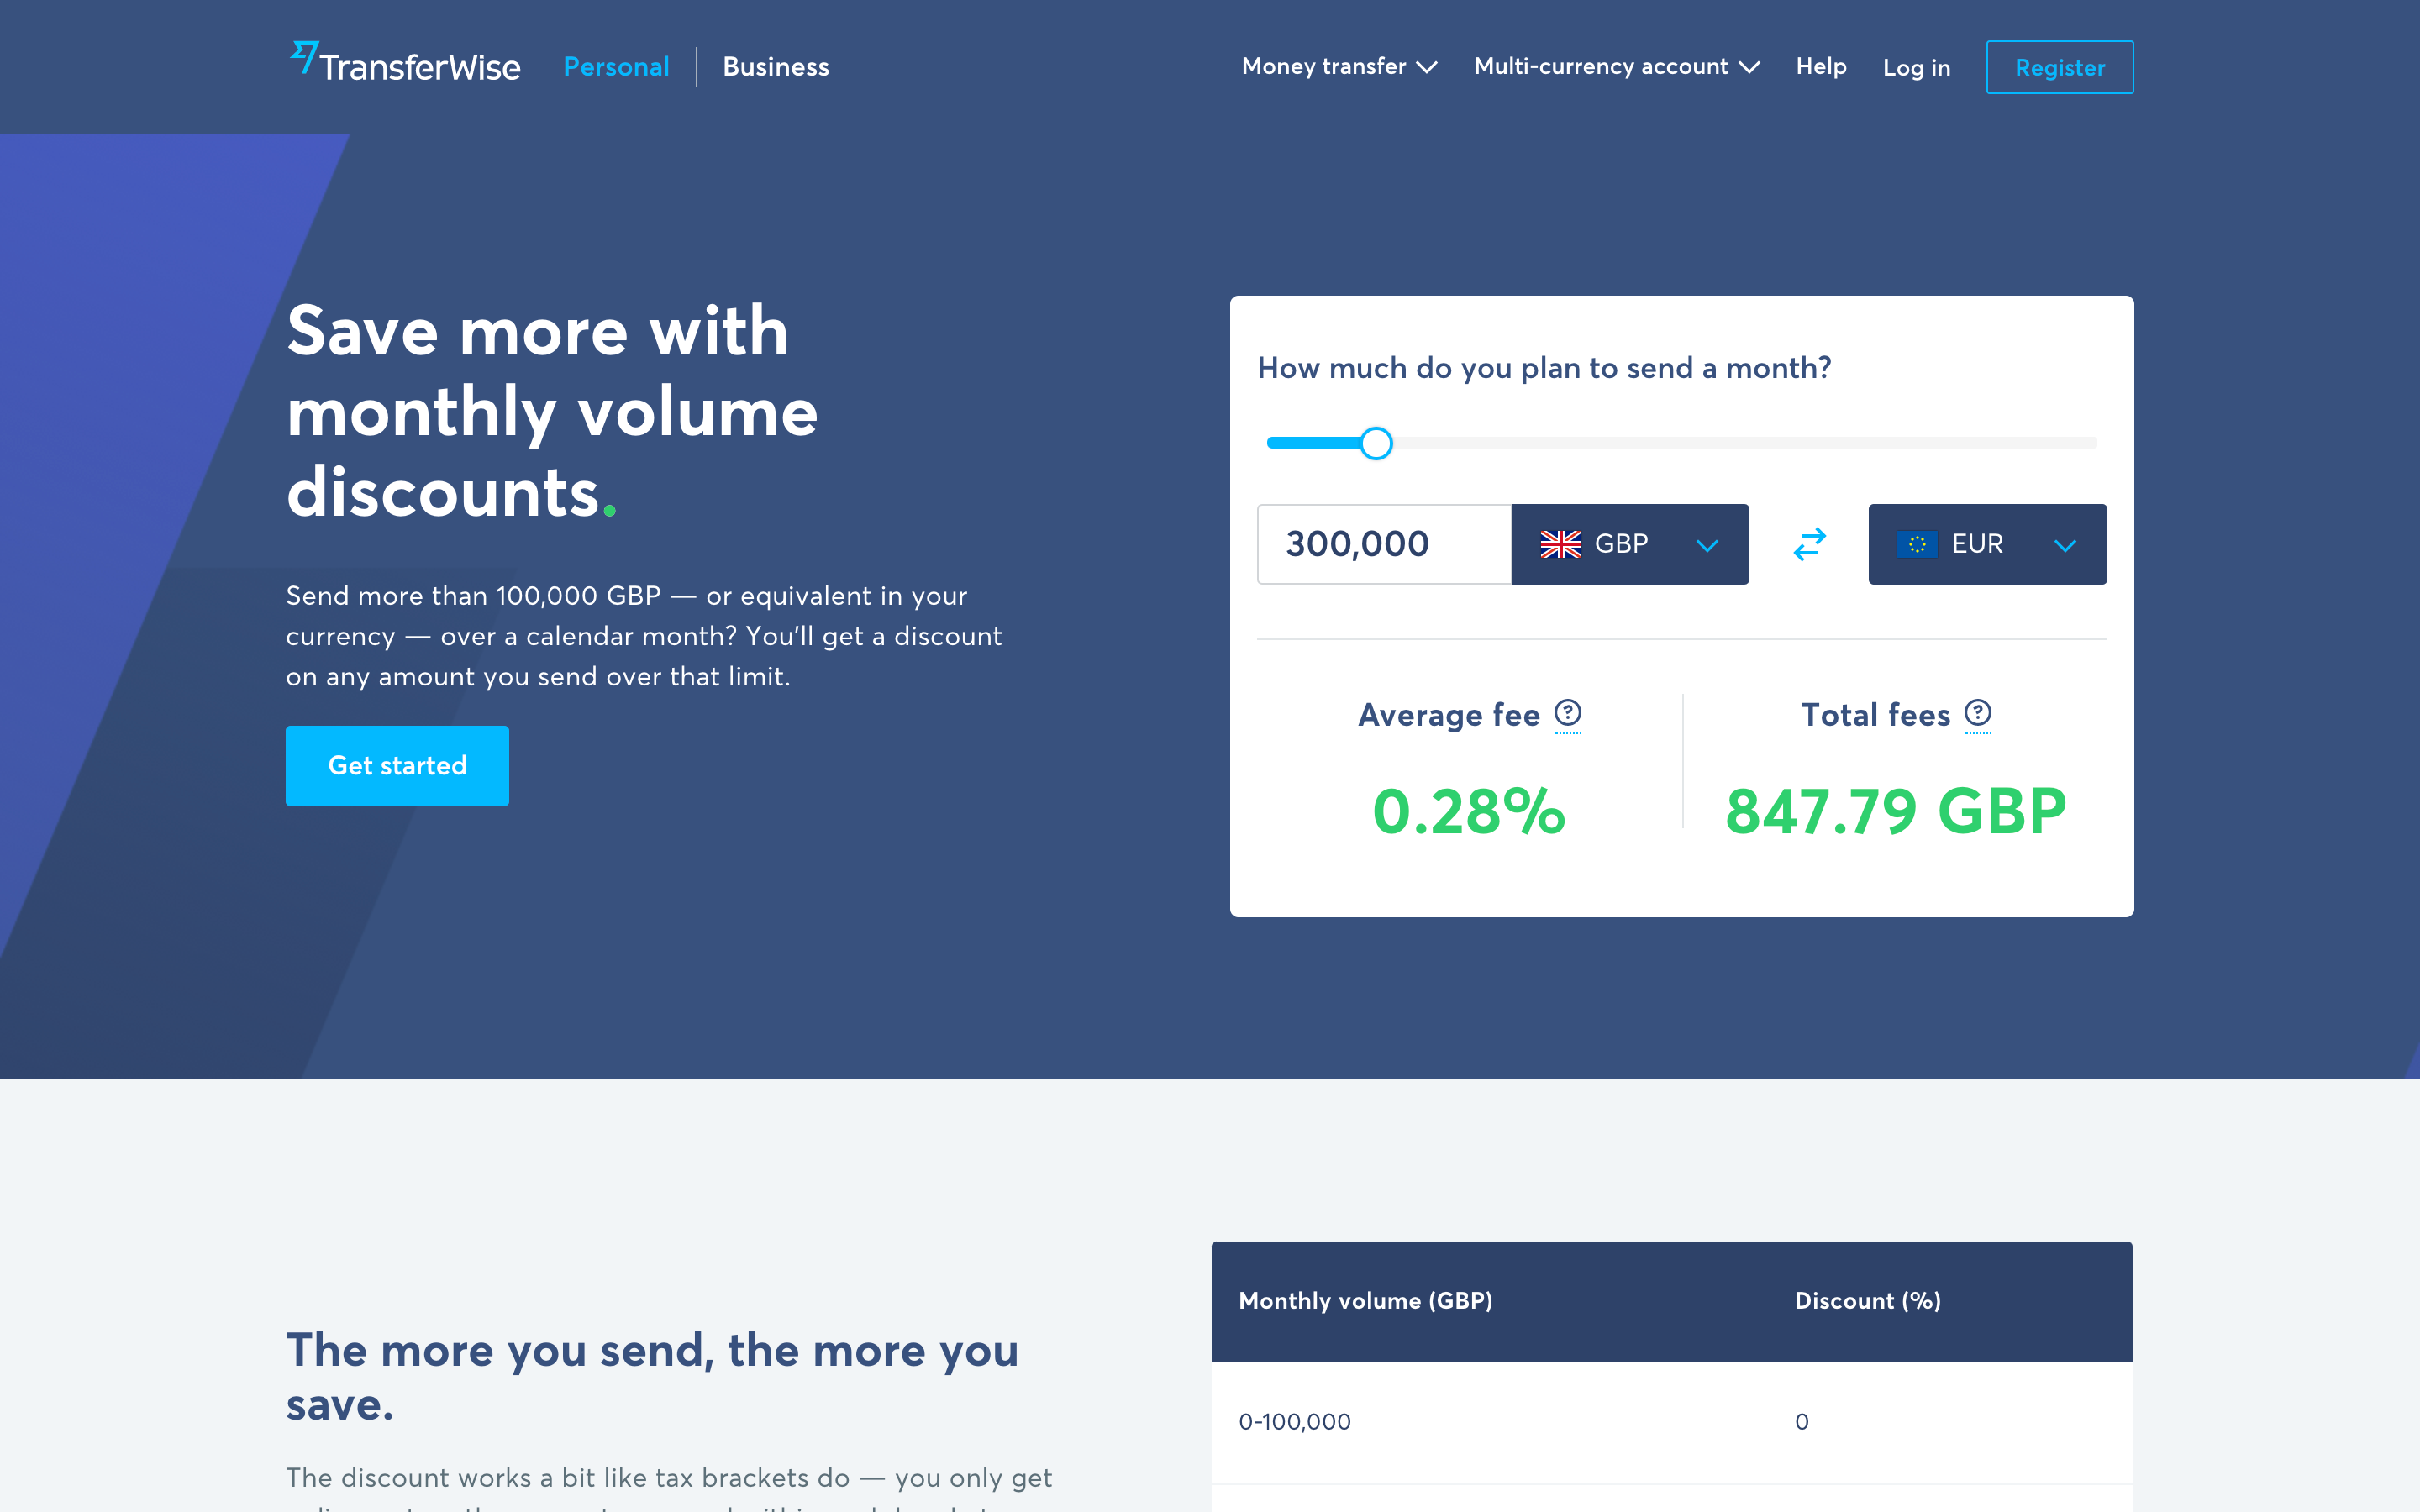 TransferWise
Personal
Business
Money transfer
Multi-currency account
Help
Log in
Register
Save more with
monthly volume
discounts.
Send more than 100,000 GBP — or equivalent in your
currency — over a calendar month? You'll get a discount
on any amount you send over that limit.
Get started
How much do you plan to send a month?
300,000
GBP
EUR
Average fee ?
0.28%
Total fees ?
847.79 GBP
The more you send, the more you
save.
The discount works a bit like tax brackets do — you only get
Monthly volume (GBP)
Discount (%)
0-100,000
0